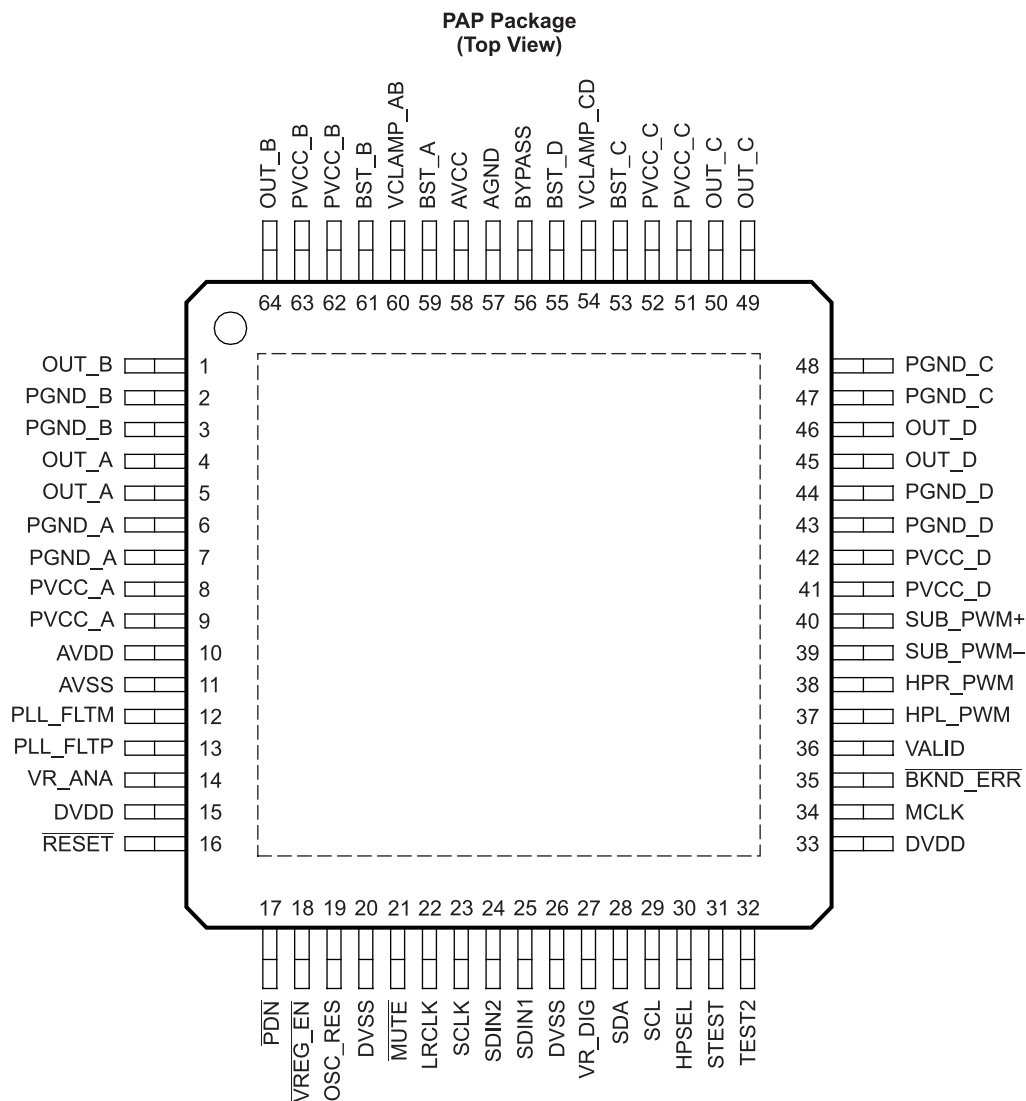 PAP Package
(Top View)
OUT_B
PVCC_B
PVCC_B
BST_B
VCLAMP_AB
BST_A
AVCC
AGND
BYPASS
BST_D
VCLAMP_CD
BST_C
PVCC_C
PVCC_C
OUT_C
OUT_C
64 63 62 61 60 59 58 57 56 55 54 53 52 51 50 49
OUT_B 1 48 PGND_C
PGND_B 2 47 PGND_C
PGND_B 3 46 OUT_D
OUT_A 4 45 OUT_D
OUT_A 5 44 PGND_D
PGND_A 6 43 PGND_D
PGND_A 7 42 PVCC_D
PVCC_A 8 41 PVCC_D
PVCC_A 9 40 SUB_PWM+
AVDD 10 39 SUB_PWM–
AVSS 11 38 HPR_PWM
PLL_FLTM 12 37 HPL_PWM
PLL_FLTP 13 36 VALID
VR_ANA 14 35 BKND_ERR
DVDD 15 34 MCLK
RESET 16 33 DVDD
17 18 19 20 21 22 23 24 25 26 27 28 29 30 31 32
PDN
VREG_EN
OSC_RES
DVSS
MUTE
LRCLK
SCLK
SDIN2
SDIN1
DVSS
VR_DIG
SDA
SCL
HPSEL
STEST
TEST2